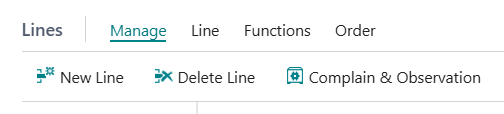 Lines Manage Line Functions Order
New Line Delete Line Complain & Observation